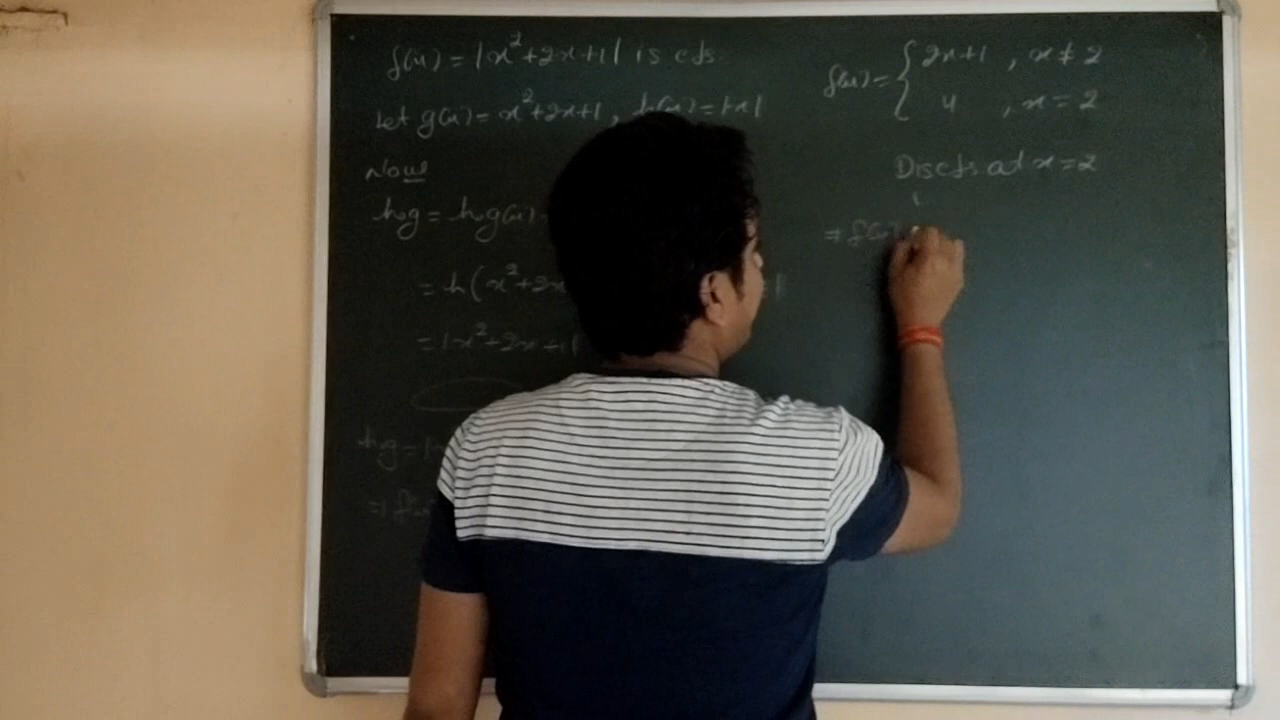 f(x) = |x²+2x+1| is cts.
Let g(x) = x²+2x+1, h(x) = |x|
Now
hog = hog(x)
= h(x²+2x
= |x²+2x+1|
hog =
⇒ f(x)
f(x) = { 2x+1 , x ≠ 2
4 , x = 2
Discts at x = 2
⇒ f(x)